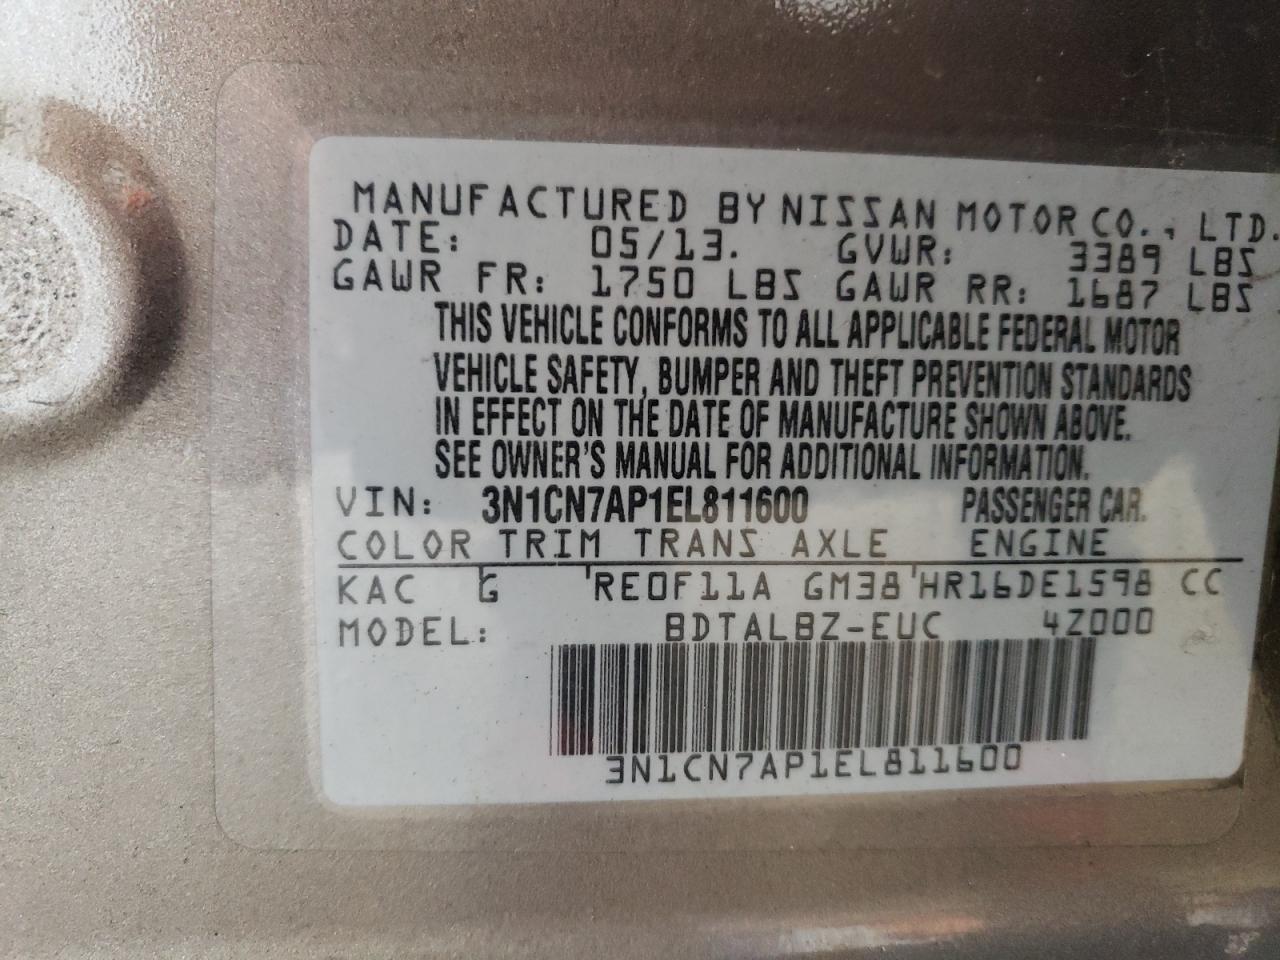 MANUFACTURED BY NISSAN MOTOR CO., LTD.
DATE: 05/13. GVWR: 3389 LBS
GAWR FR: 1750 LBS GAWR RR: 1687 LBS
THIS VEHICLE CONFORMS TO ALL APPLICABLE FEDERAL MOTOR
VEHICLE SAFETY, BUMPER AND THEFT PREVENTION STANDARDS
IN EFFECT ON THE DATE OF MANUFACTURE SHOWN ABOVE.
SEE OWNER'S MANUAL FOR ADDITIONAL INFORMATION.
VIN: 3N1CN7AP1EL811600 PASSENGER CAR.
COLOR TRIM TRANS AXLE ENGINE
KAC G RE0F11A GM38 HR16DE1598 CC
MODEL: BDTALBZ-EUC 4Z000
3N1CN7AP1EL811600